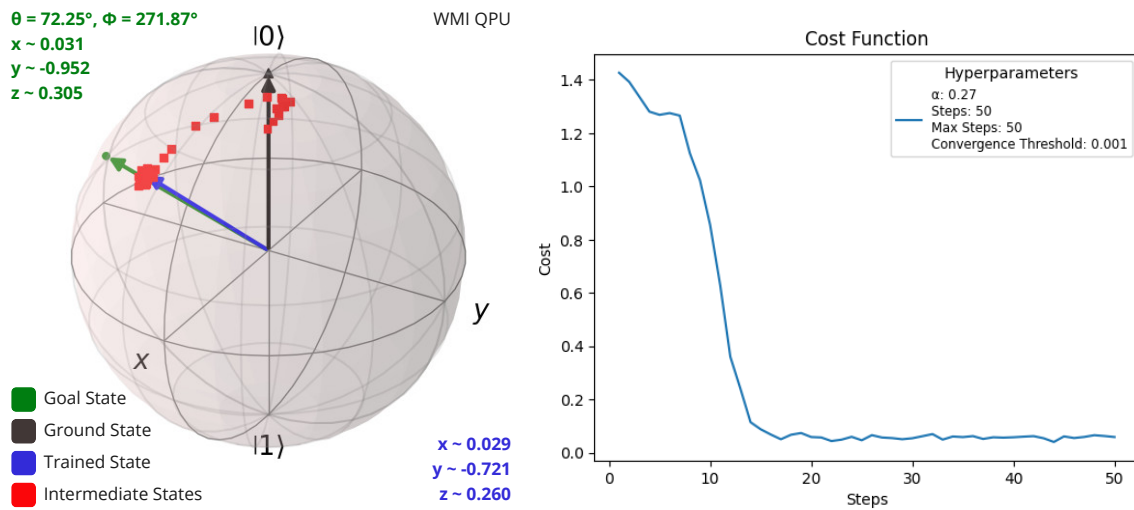 θ = 72.25°, Φ = 271.87°
x ~ 0.031
y ~ -0.952
z ~ 0.305
WMI QPU
|0⟩
y
x
|1⟩
Goal State
Ground State
Trained State
Intermediate States
x ~ 0.029
y ~ -0.721
z ~ 0.260
Cost Function
Hyperparameters
α: 0.27
Steps: 50
Max Steps: 50
Convergence Threshold: 0.001
Cost
1.4
1.2
1.0
0.8
0.6
0.4
0.2
0.0
0 10 20 30 40 50
Steps